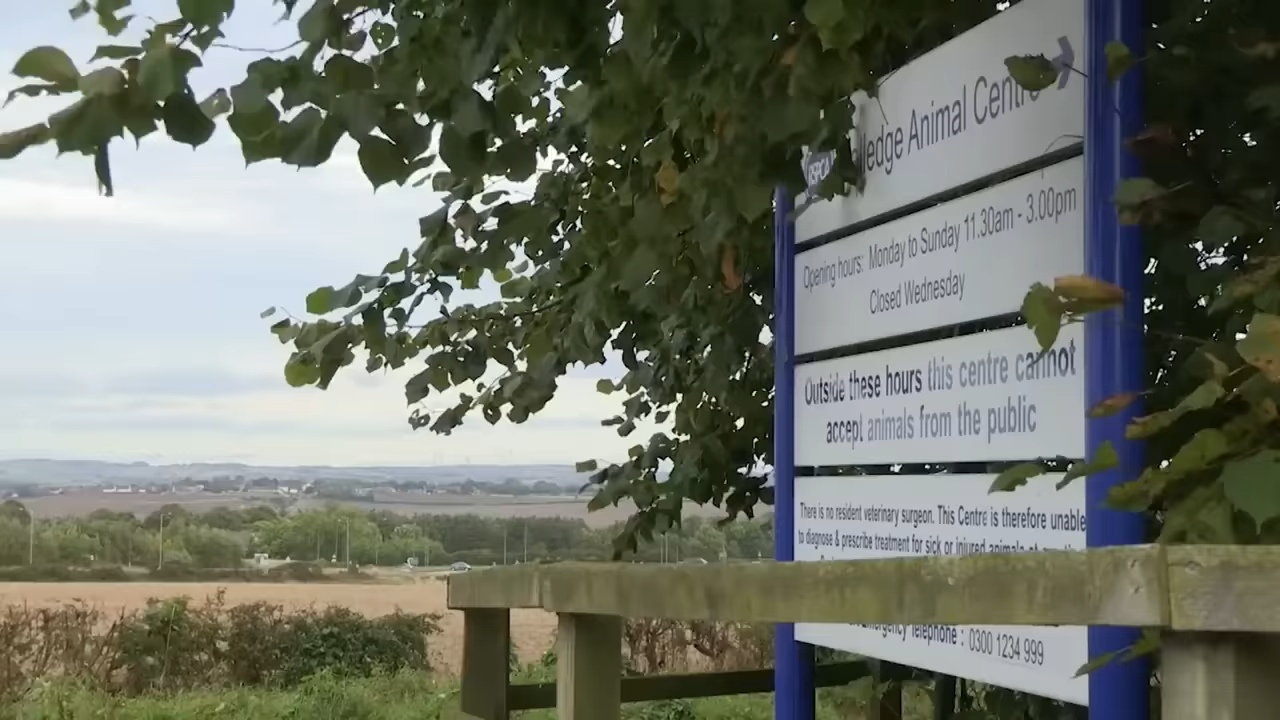 Animal Centre
Opening hours: Monday to Sunday 11.30am - 3.00pm
Closed Wednesday
Outside these hours this centre cannot
accept animals from the public
There is no resident veterinary surgeon. This Centre is therefore unable
to diagnose & prescribe treatment for sick or injured animals
Emergency Telephone : 0300 1234 999